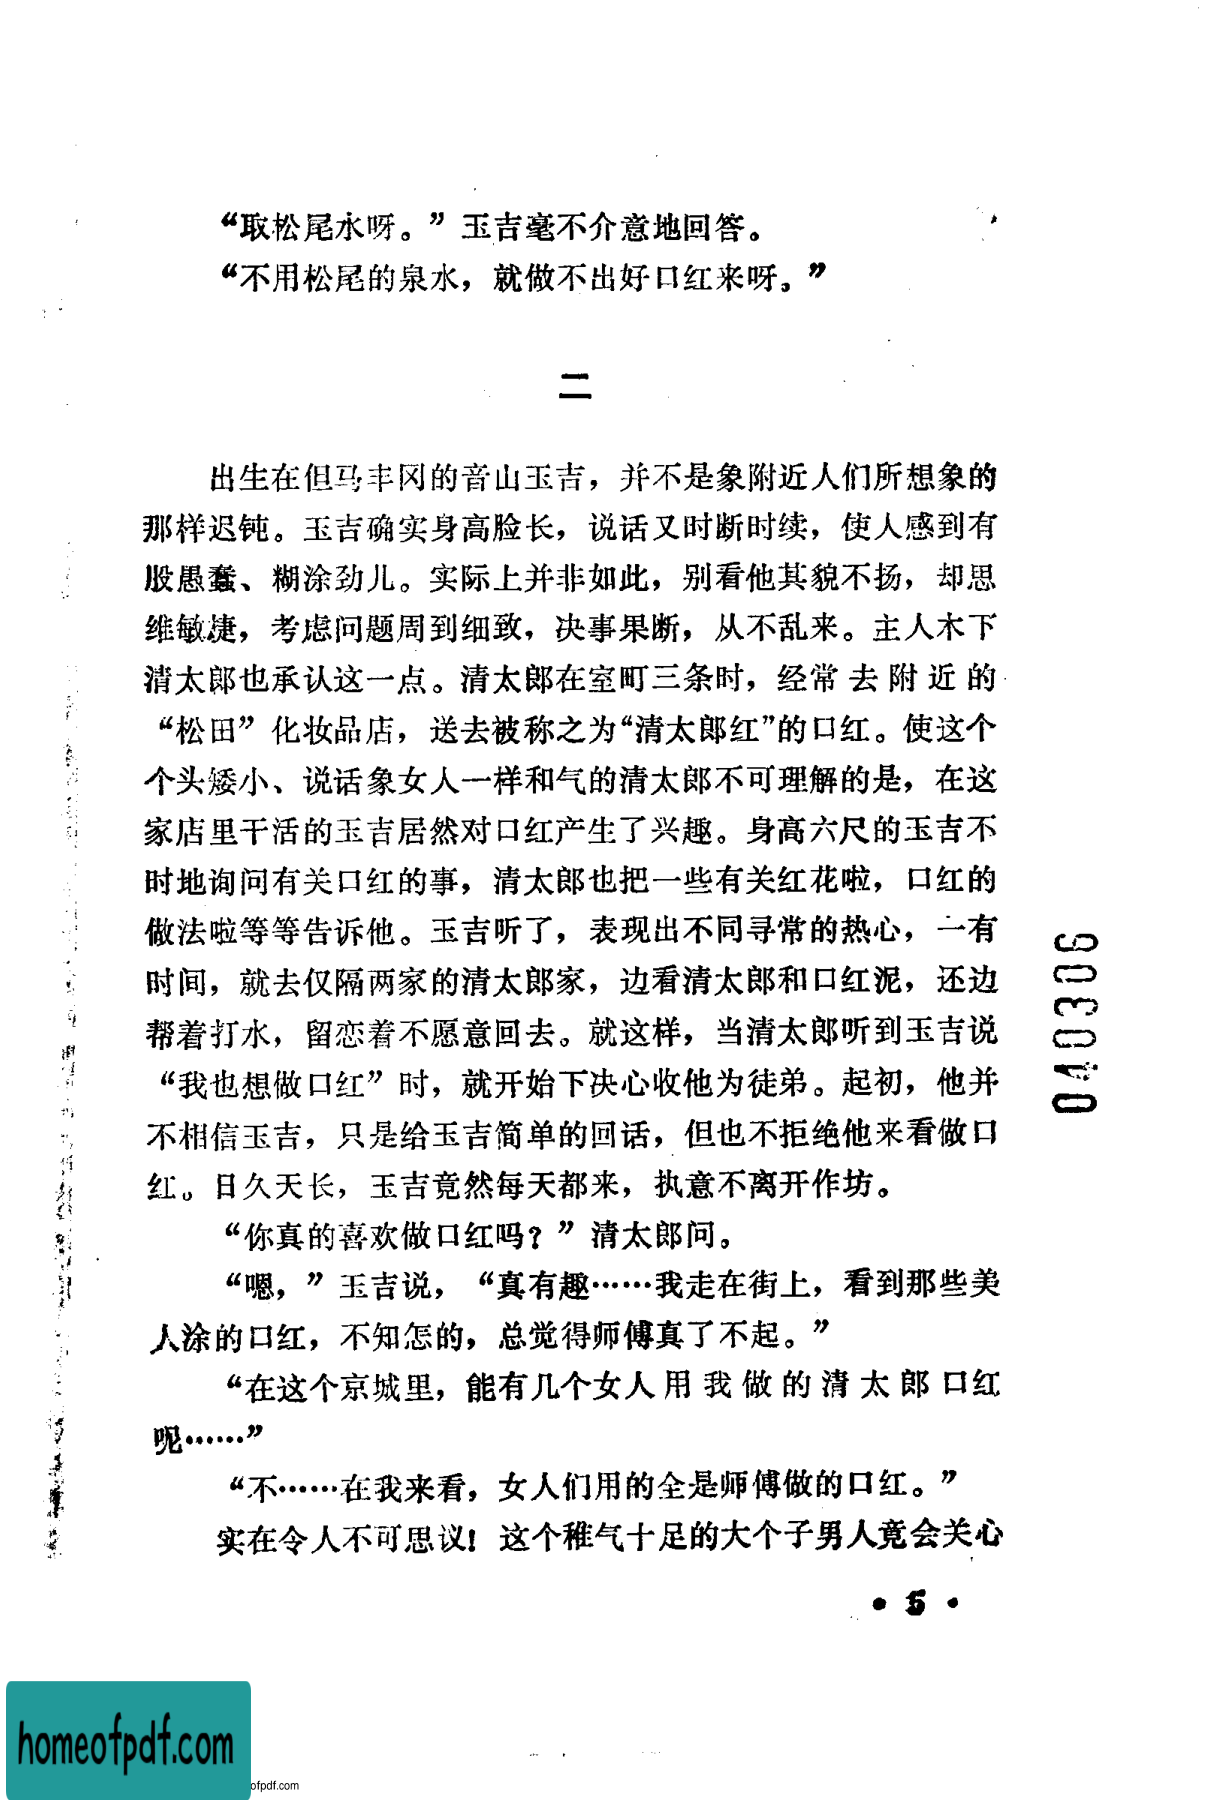 “取松尾水呀。”玉吉毫不介意地回答。
“不用松尾的泉水，就做不出好口红来呀。”
二
出生在但马丰冈的音山玉吉，并不是象附近人们所想象的
那样迟钝。玉吉确实身高脸长，说话又时断时续，使人感到有
股愚蠢、糊涂劲儿。实际上并非如此，别看他其貌不扬，却思
维敏捷，考虑问题周到细致，决事果断，从不乱来。主人木下
清太郎也承认这一点。清太郎在室町三条时，经常去附近的
“松田”化妆品店，送去被称之为“清太郎红”的口红。使这个
个头矮小、说话象女人一样和气的清太郎不可理解的是，在这
家店里干活的玉吉居然对口红产生了兴趣。身高六尺的玉吉不
时地询问有关口红的事，清太郎也把一些有关红花啦，口红的
做法啦等等告诉他。玉吉听了，表现出不同寻常的热心，一有
时间，就去仅隔两家的清太郎家，边看清太郎和口红泥，还边
帮着打水，留恋着不愿意回去。就这样，当清太郎听到玉吉说
“我也想做口红”时，就开始下决心收他为徒弟。起初，他并
不相信玉吉，只是给玉吉简单的回话，但也不拒绝他来看做口
红。日久天长，玉吉竟然每天都来，执意不离开作坊。
“你真的喜欢做口红吗？”清太郎问。
“嗯，”玉吉说，“真有趣……我走在街上，看到那些美
人涂的口红，不知怎的，总觉得师傅真了不起。”
“在这个京城里，能有几个女人用我做的清太郎口红
呢……”
“不……在我来看，女人们用的全是师傅做的口红。”
实在令人不可思议！这个稚气十足的大个子男人竟会关心
• 5 •
040306
homeofpdf.com
ofpdf.com